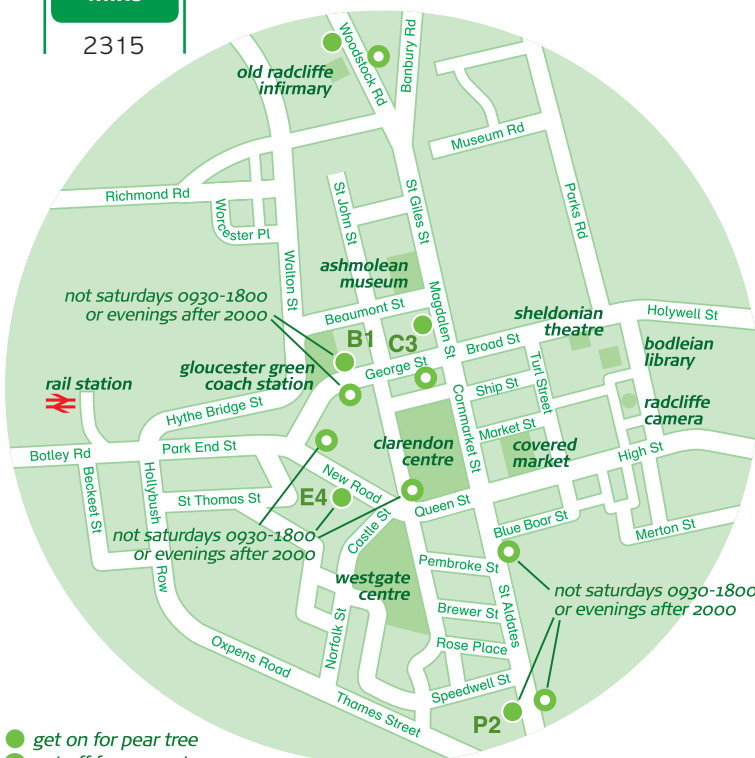 2315
Woodstock Rd
Banbury Rd
old radcliffe
infirmary
Museum Rd
Richmond Rd
Worcester Pl
St John St
St Giles St
Parks Rd
Walton St
ashmolean
museum
not saturdays 0930-1800
or evenings after 2000
Beaumont St
Magdalen St
sheldonian
theatre
Holywell St
B1
C3
Broad St
bodleian
library
gloucester green
coach station
George St
rail station
Ship St
Turl Street
Hythe Bridge St
Cornmarket St
radcliffe
camera
Market St
clarendon
centre
covered
market
High St
Botley Rd
Park End St
Beckeet St
Hollybush
Row
New Road
St Thomas St
E4
Queen St
Castle St
Blue Boar St
Merton St
not saturdays 0930-1800
or evenings after 2000
Pembroke St
westgate
centre
St Aldates
not saturdays 0930-1800
or evenings after 2000
Brewer St
Norfolk St
Rose Place
Oxpens Road
Speedwell St
Thames Street
P2
get on for pear tree